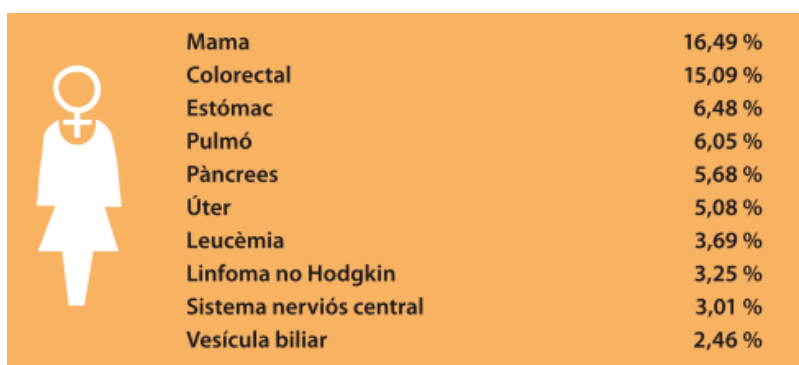 Mama 16,49 %
Colorectal 15,09 %
Estómac 6,48 %
Pulmó 6,05 %
Pàncrees 5,68 %
Úter 5,08 %
Leucèmia 3,69 %
Linfoma no Hodgkin 3,25 %
Sistema nerviós central 3,01 %
Vesícula biliar 2,46 %